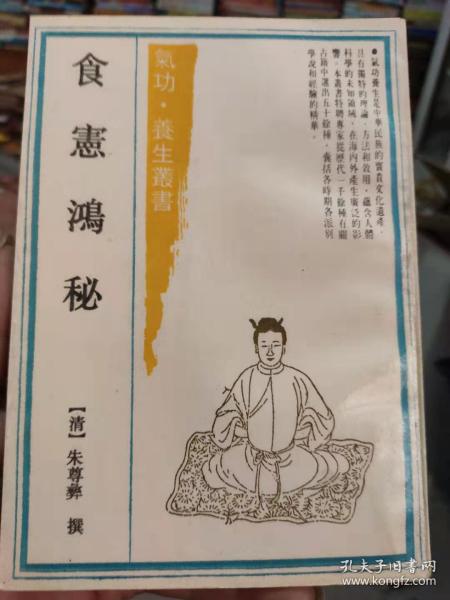 食憲鴻秘
【清】朱尊彝 撰
氣功·養生叢書
●氣功養生是中華民族的寶貴文化遺產，
具有獨特的理論、方法和效用，蘊含人體
科學的未知領域，在海內外產生廣泛的影
響。本叢書特聘專家從歷代一千餘種有關
古籍中選出五十餘種，囊括各時期各派別
學說和經驗的精華。
孔夫子旧书网
www.kongfz.com